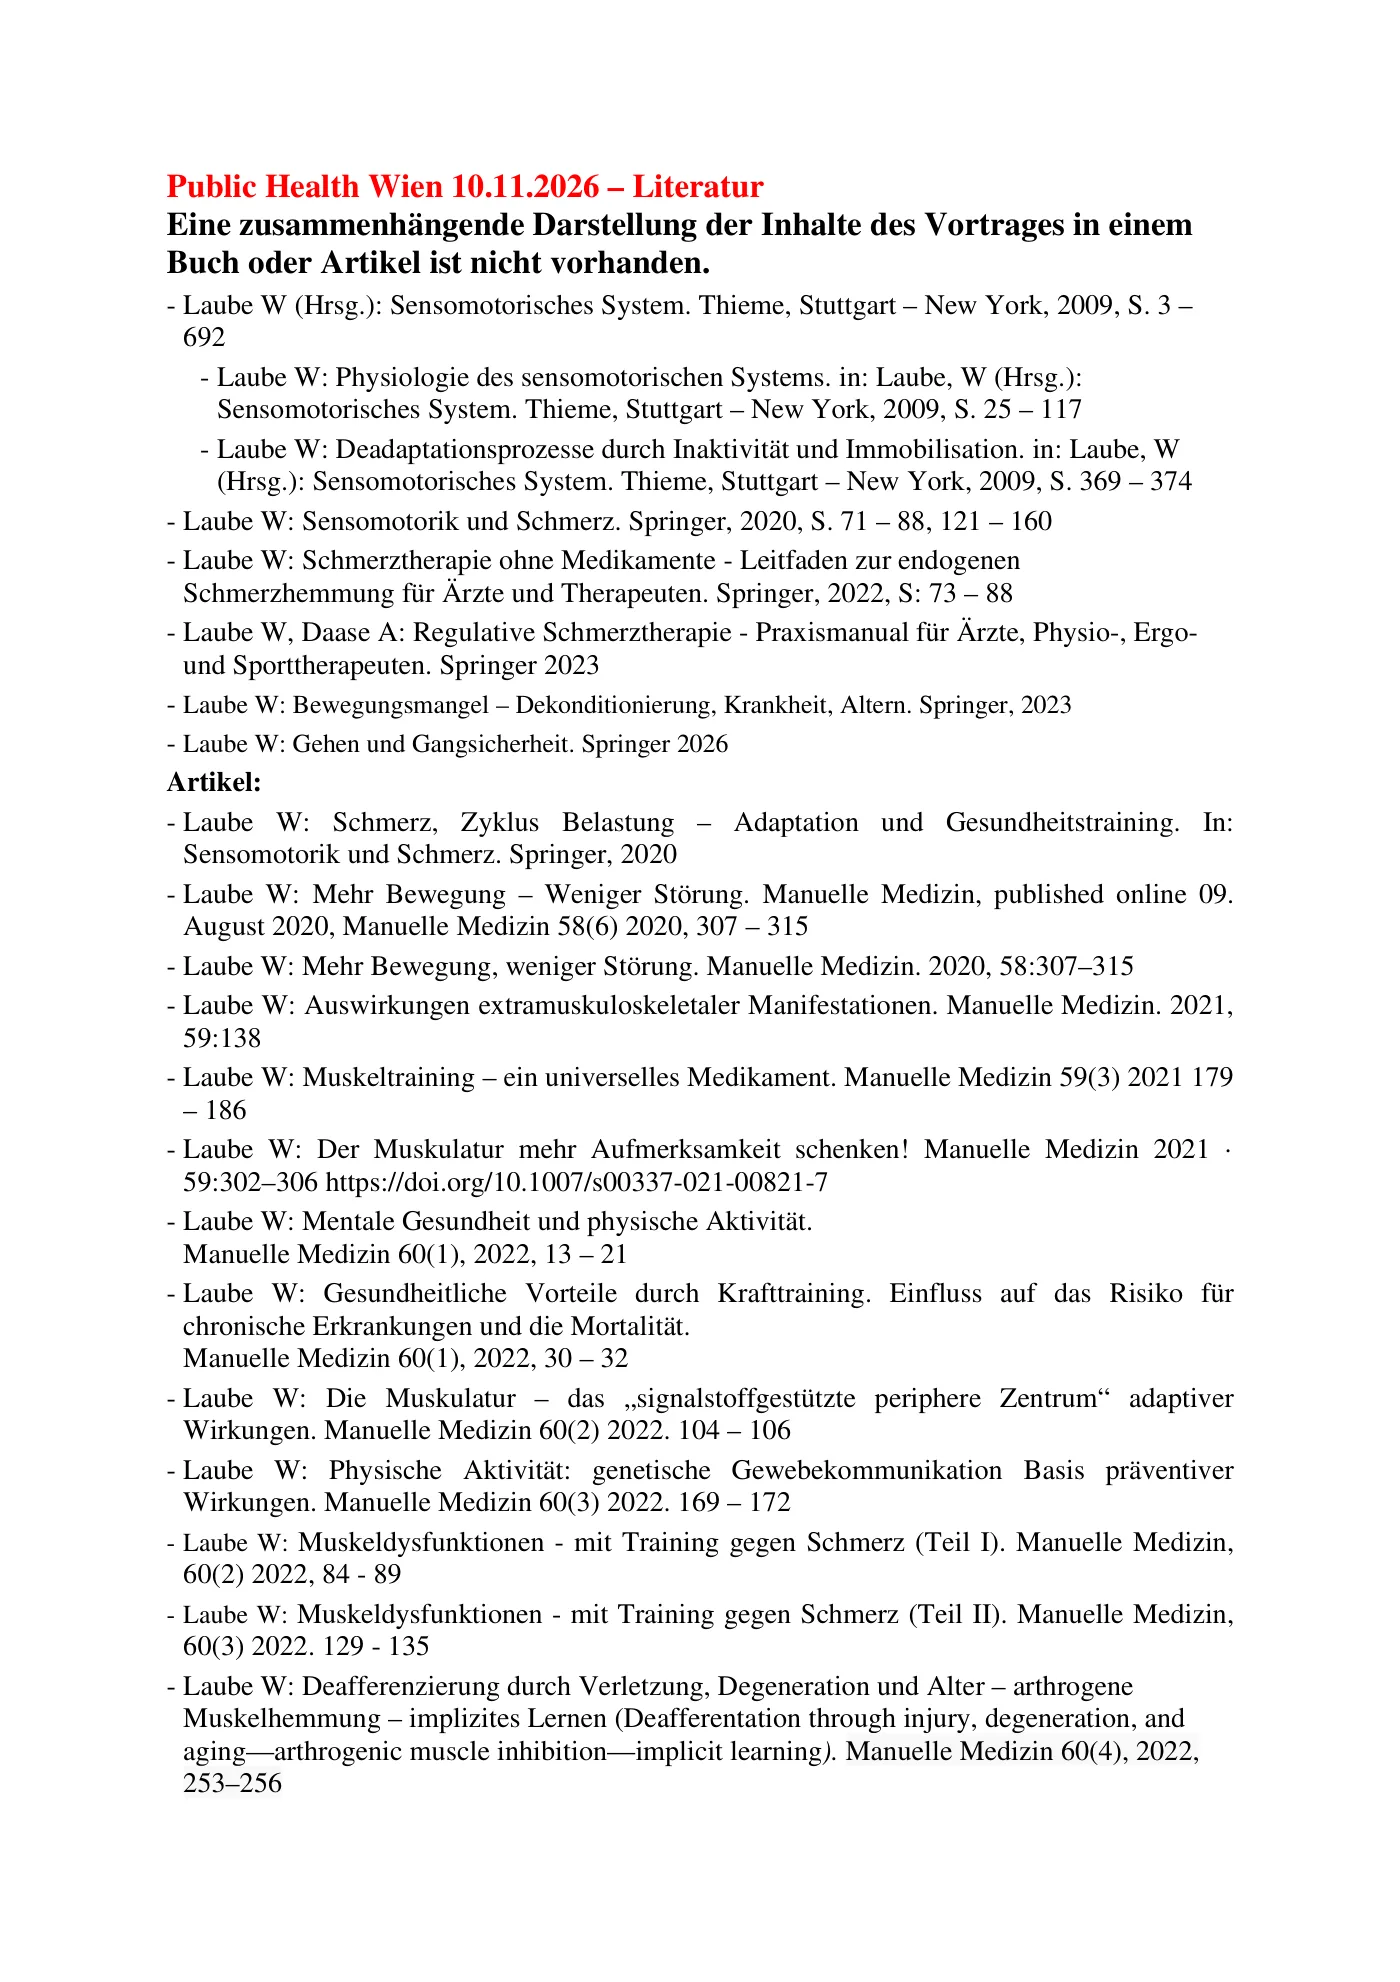 Public Health Wien 10.11.2026 – Literatur
Eine zusammenhängende Darstellung der Inhalte des Vortrages in einem
Buch oder Artikel ist nicht vorhanden.
- Laube W (Hrsg.): Sensomotorisches System. Thieme, Stuttgart – New York, 2009, S. 3 –
692
- Laube W: Physiologie des sensomotorischen Systems. in: Laube, W (Hrsg.):
Sensomotorisches System. Thieme, Stuttgart – New York, 2009, S. 25 – 117
- Laube W: Deadaptationsprozesse durch Inaktivität und Immobilisation. in: Laube, W
(Hrsg.): Sensomotorisches System. Thieme, Stuttgart – New York, 2009, S. 369 – 374
- Laube W: Sensomotorik und Schmerz. Springer, 2020, S. 71 – 88, 121 – 160
- Laube W: Schmerztherapie ohne Medikamente - Leitfaden zur endogenen
Schmerzhemmung für Ärzte und Therapeuten. Springer, 2022, S: 73 – 88
- Laube W, Daase A: Regulative Schmerztherapie - Praxismanual für Ärzte, Physio-, Ergo-
und Sporttherapeuten. Springer 2023
- Laube W: Bewegungsmangel – Dekonditionierung, Krankheit, Altern. Springer, 2023
- Laube W: Gehen und Gangsicherheit. Springer 2026
Artikel:
- Laube W: Schmerz, Zyklus Belastung – Adaptation und Gesundheitstraining. In:
Sensomotorik und Schmerz. Springer, 2020
- Laube W: Mehr Bewegung – Weniger Störung. Manuelle Medizin, published online 09.
August 2020, Manuelle Medizin 58(6) 2020, 307 – 315
- Laube W: Mehr Bewegung, weniger Störung. Manuelle Medizin. 2020, 58:307–315
- Laube W: Auswirkungen extramuskuloskeletaler Manifestationen. Manuelle Medizin. 2021,
59:138
- Laube W: Muskeltraining – ein universelles Medikament. Manuelle Medizin 59(3) 2021 179
– 186
- Laube W: Der Muskulatur mehr Aufmerksamkeit schenken! Manuelle Medizin 2021 ·
59:302–306 https://doi.org/10.1007/s00337-021-00821-7
- Laube W: Mentale Gesundheit und physische Aktivität.
Manuelle Medizin 60(1), 2022, 13 – 21
- Laube W: Gesundheitliche Vorteile durch Krafttraining. Einfluss auf das Risiko für
chronische Erkrankungen und die Mortalität.
Manuelle Medizin 60(1), 2022, 30 – 32
- Laube W: Die Muskulatur – das „signalstoffgestützte periphere Zentrum“ adaptiver
Wirkungen. Manuelle Medizin 60(2) 2022. 104 – 106
- Laube W: Physische Aktivität: genetische Gewebekommunikation Basis präventiver
Wirkungen. Manuelle Medizin 60(3) 2022. 169 – 172
- Laube W: Muskeldysfunktionen - mit Training gegen Schmerz (Teil I). Manuelle Medizin,
60(2) 2022, 84 - 89
- Laube W: Muskeldysfunktionen - mit Training gegen Schmerz (Teil II). Manuelle Medizin,
60(3) 2022. 129 - 135
- Laube W: Deafferenzierung durch Verletzung, Degeneration und Alter – arthrogene
Muskelhemmung – implizites Lernen (Deafferentation through injury, degeneration, and
aging—arthrogenic muscle inhibition—implicit learning). Manuelle Medizin 60(4), 2022,
253–256